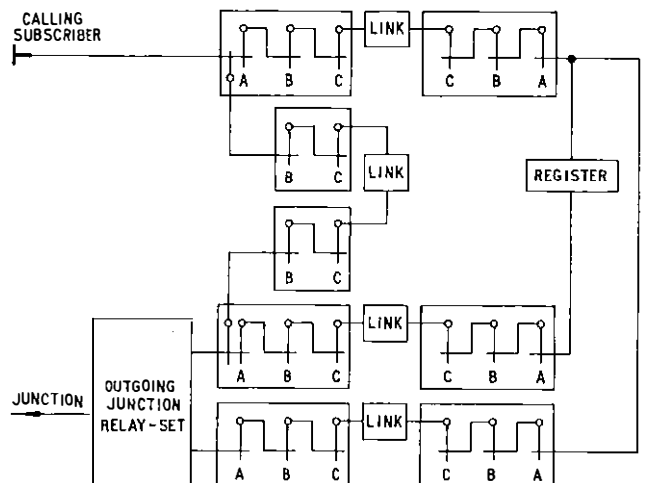 CALLING
SUBSCRIBER
LINK
A B C
C B A
B C
LINK
REGISTER
B C
LINK
A B C
C B A
OUTGOING
JUNCTION
RELAY-SET
JUNCTION
LINK
A B C
C B A